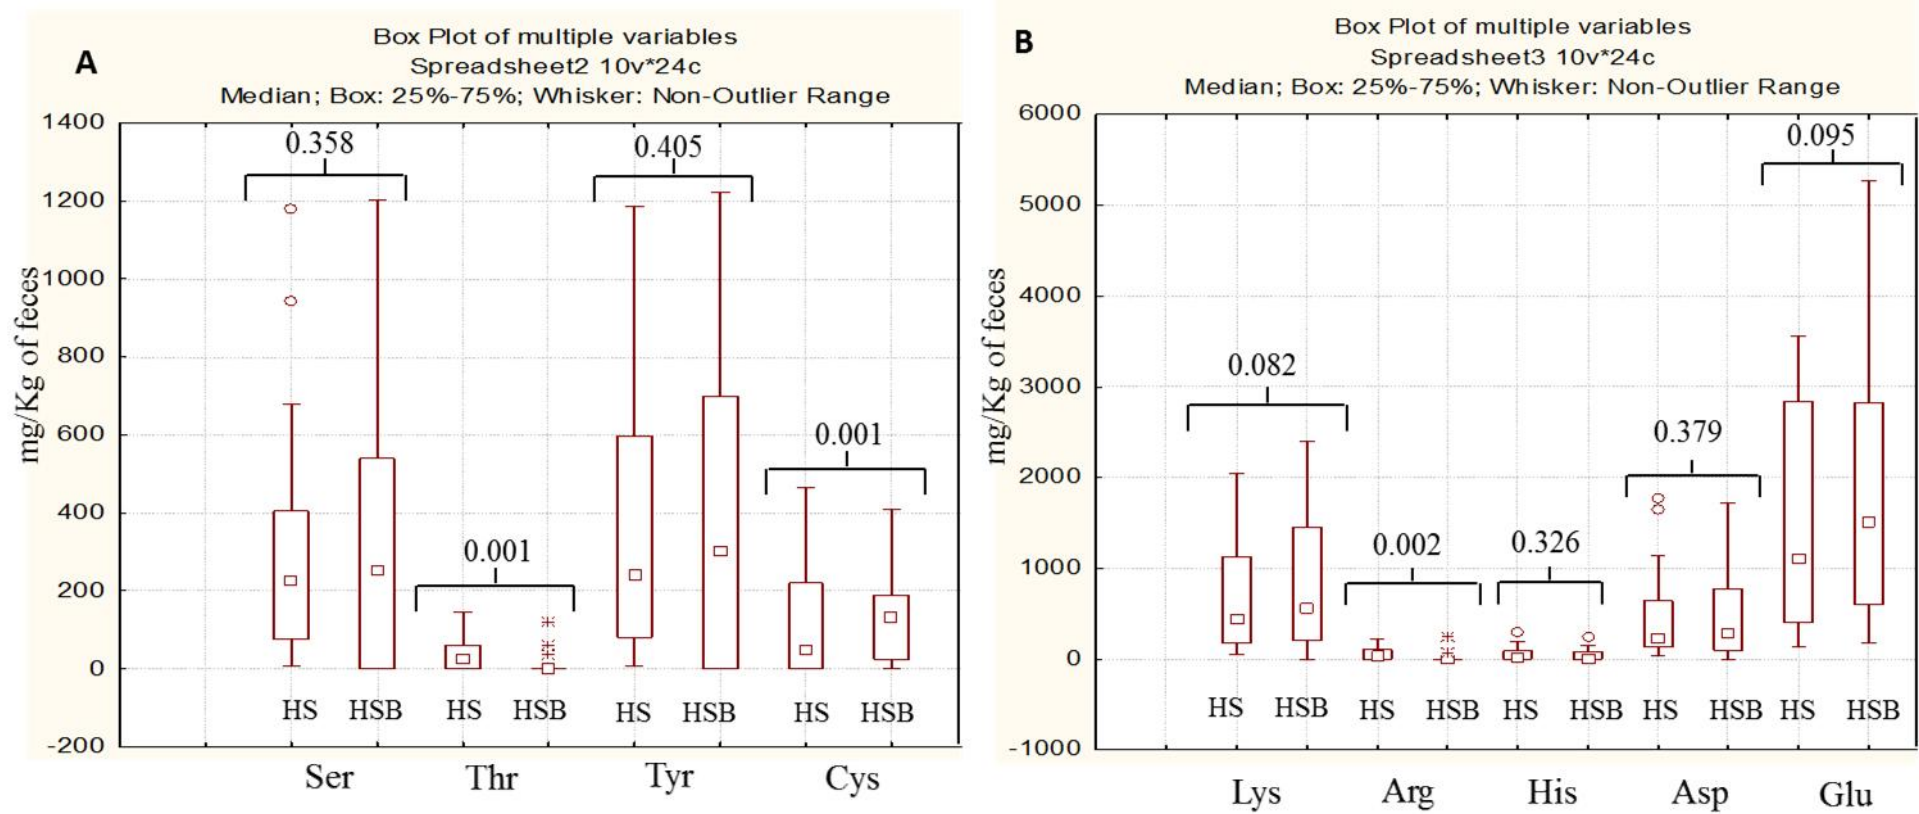 A
Box Plot of multiple variables
Spreadsheet2 10v*24c
Median; Box: 25%-75%; Whisker: Non-Outlier Range
mg/Kg of feces
1400
1200
1000
800
600
400
200
0
-200
0.358
0.001
0.405
0.001
HS HSB HS HSB HS HSB HS HSB
Ser Thr Tyr Cys
B
Box Plot of multiple variables
Spreadsheet3 10v*24c
Median; Box: 25%-75%; Whisker: Non-Outlier Range
mg/Kg of feces
6000
5000
4000
3000
2000
1000
0
-1000
0.082
0.002
0.326
0.379
0.095
HS HSB HS HSB HS HSB HS HSB HS HSB
Lys Arg His Asp Glu